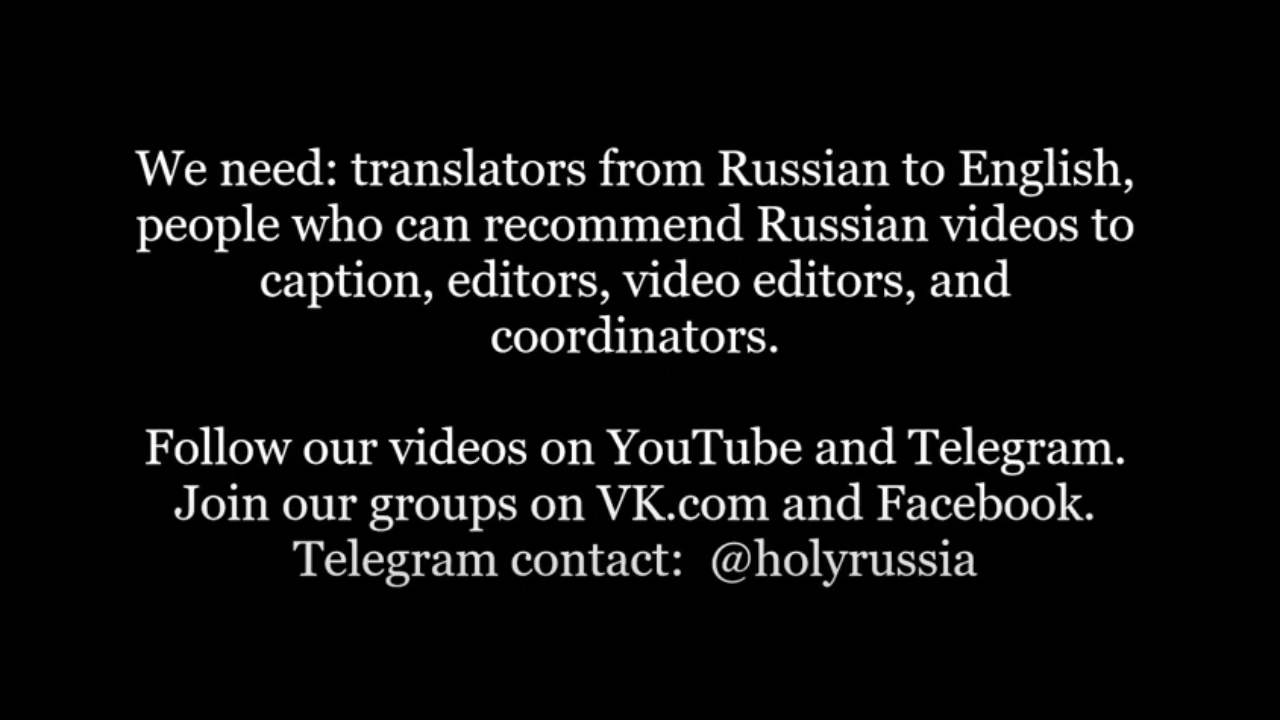 We need: translators from Russian to English,
people who can recommend Russian videos to
caption, editors, video editors, and
coordinators.
Follow our videos on YouTube and Telegram.
Join our groups on VK.com and Facebook.
Telegram contact:  @holyrussia